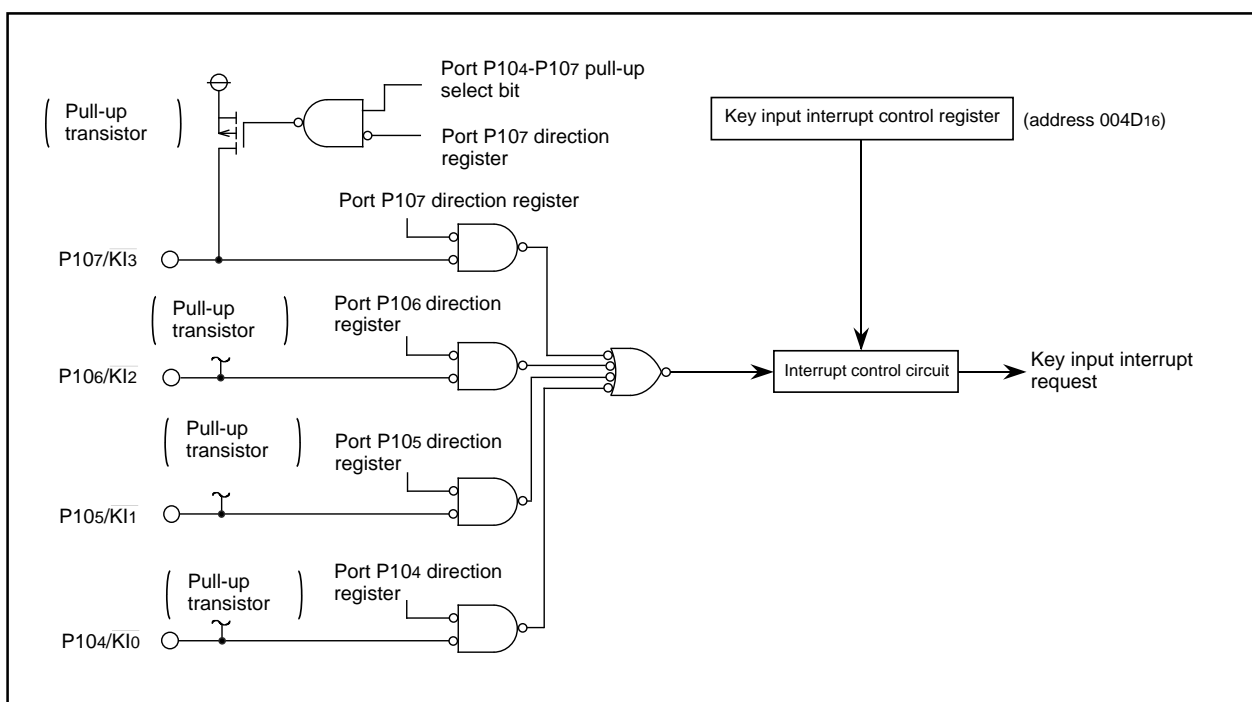 Port P104-P107 pull-up
select bit
Pull-up
transistor
Port P107 direction
register
Key input interrupt control register
(address 004D16)
Port P107 direction register
P107/KI3
Pull-up
transistor
Port P106 direction
register
P106/KI2
Interrupt control circuit
Key input interrupt
request
Pull-up
transistor
Port P105 direction
register
P105/KI1
Pull-up
transistor
Port P104 direction
register
P104/KI0